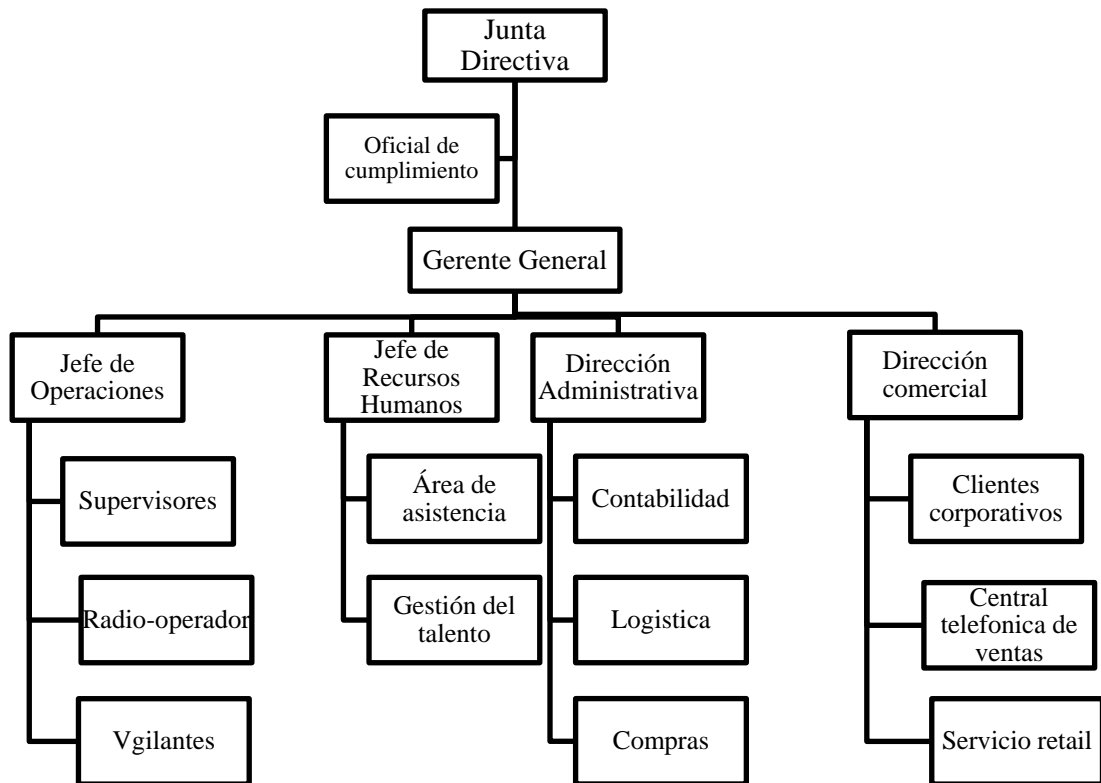 Junta
Directiva
Oficial de
cumplimiento
Gerente General
Jefe de
Operaciones
Jefe de
Recursos
Humanos
Dirección
Administrativa
Dirección
comercial
Supervisores
Área de
asistencia
Contabilidad
Clientes
corporativos
Radio-operador
Gestión del
talento
Logistica
Central
telefonica de
ventas
Vgilantes
Compras
Servicio retail